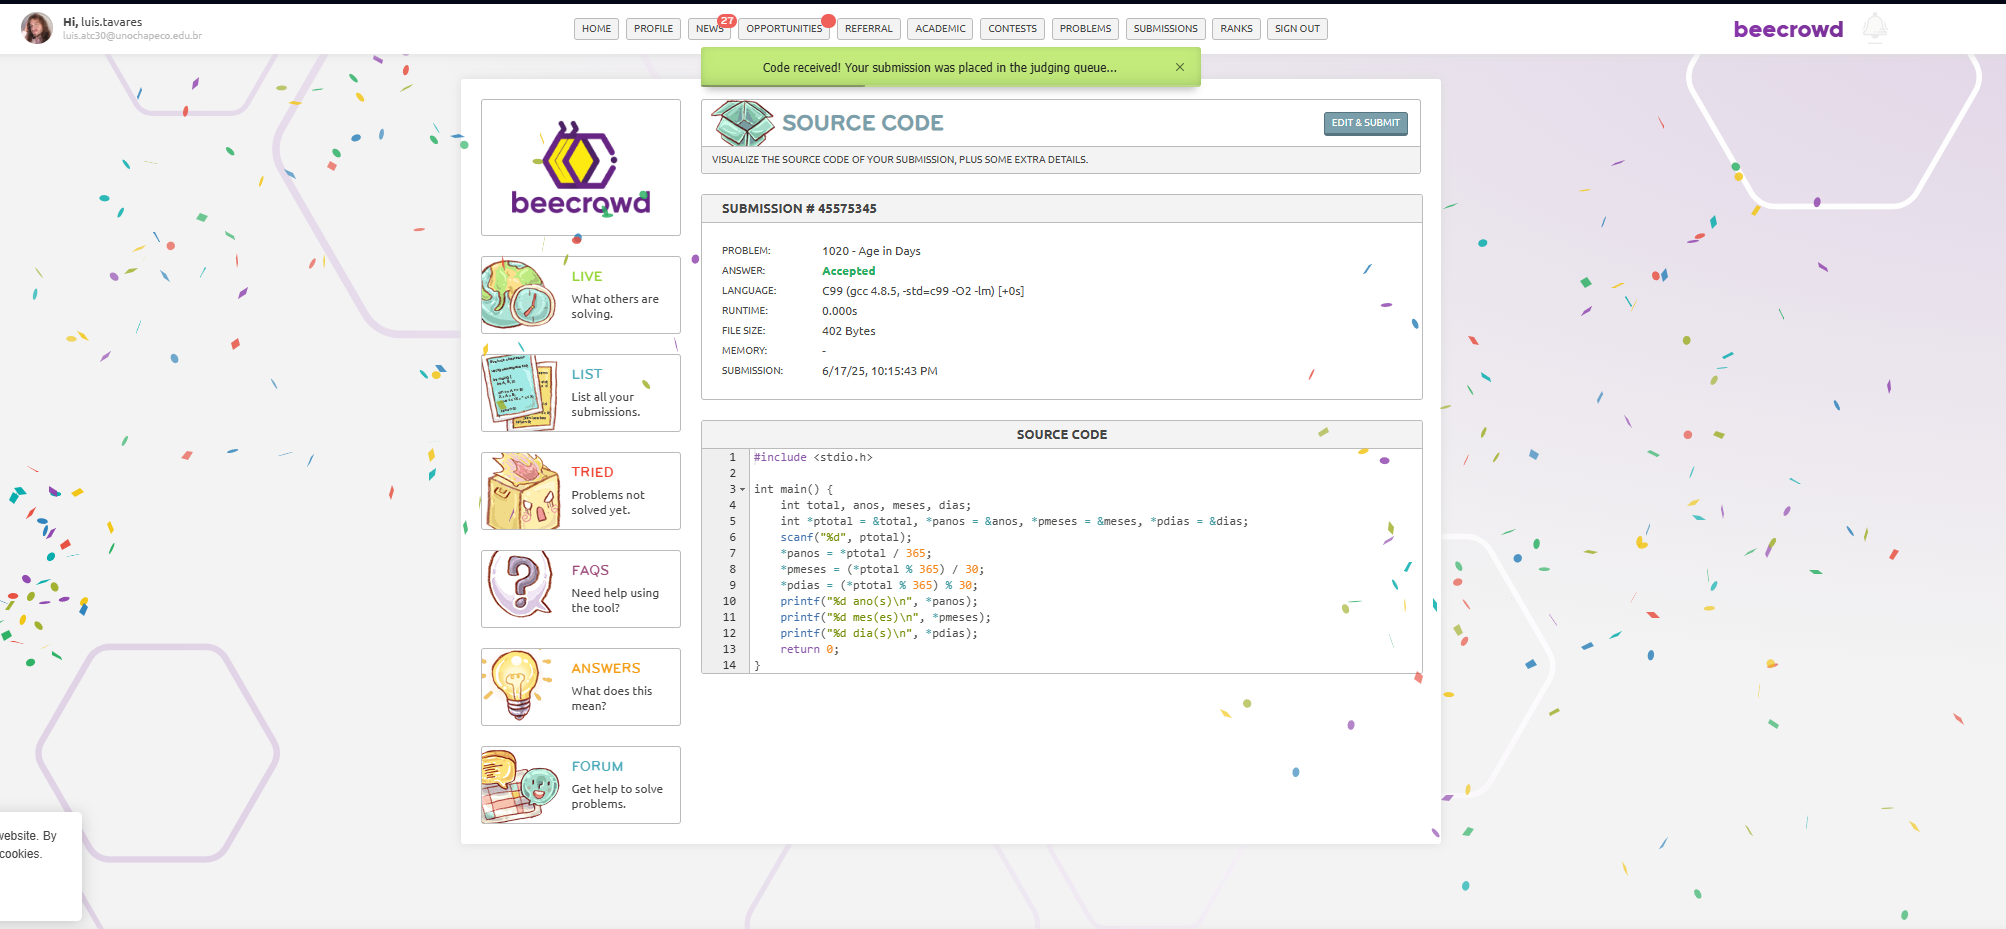 Hi, luis.tavares
luis.atc30@unochapeco.edu.br
HOME
PROFILE
NEWS
27
OPPORTUNITIES
REFERRAL
ACADEMIC
CONTESTS
PROBLEMS
SUBMISSIONS
RANKS
SIGN OUT
beecrowd
Code received! Your submission was placed in the judging queue...
×
beecrowd
LIVE
What others are
solving.
LIST
List all your
submissions.
TRIED
Problems not
solved yet.
FAQS
Need help using
the tool?
ANSWERS
What does this
mean?
FORUM
Get help to solve
problems.
SOURCE CODE
EDIT & SUBMIT
VISUALIZE THE SOURCE CODE OF YOUR SUBMISSION, PLUS SOME EXTRA DETAILS.
SUBMISSION # 45575345
PROBLEM: 1020 - Age in Days
ANSWER: Accepted
LANGUAGE: C99 (gcc 4.8.5, -std=c99 -O2 -lm) [+0s]
RUNTIME: 0.000s
FILE SIZE: 402 Bytes
MEMORY: -
SUBMISSION: 6/17/25, 10:15:43 PM
SOURCE CODE
1 #include <stdio.h>
2
3 int main() {
4 int total, anos, meses, dias;
5 int *ptotal = &total, *panos = &anos, *pmeses = &meses, *pdias = &dias;
6 scanf("%d", ptotal);
7 *panos = *ptotal / 365;
8 *pmeses = (*ptotal % 365) / 30;
9 *pdias = (*ptotal % 365) % 30;
10 printf("%d ano(s)\n", *panos);
11 printf("%d mes(es)\n", *pmeses);
12 printf("%d dia(s)\n", *pdias);
13 return 0;
14 }
website. By
cookies.